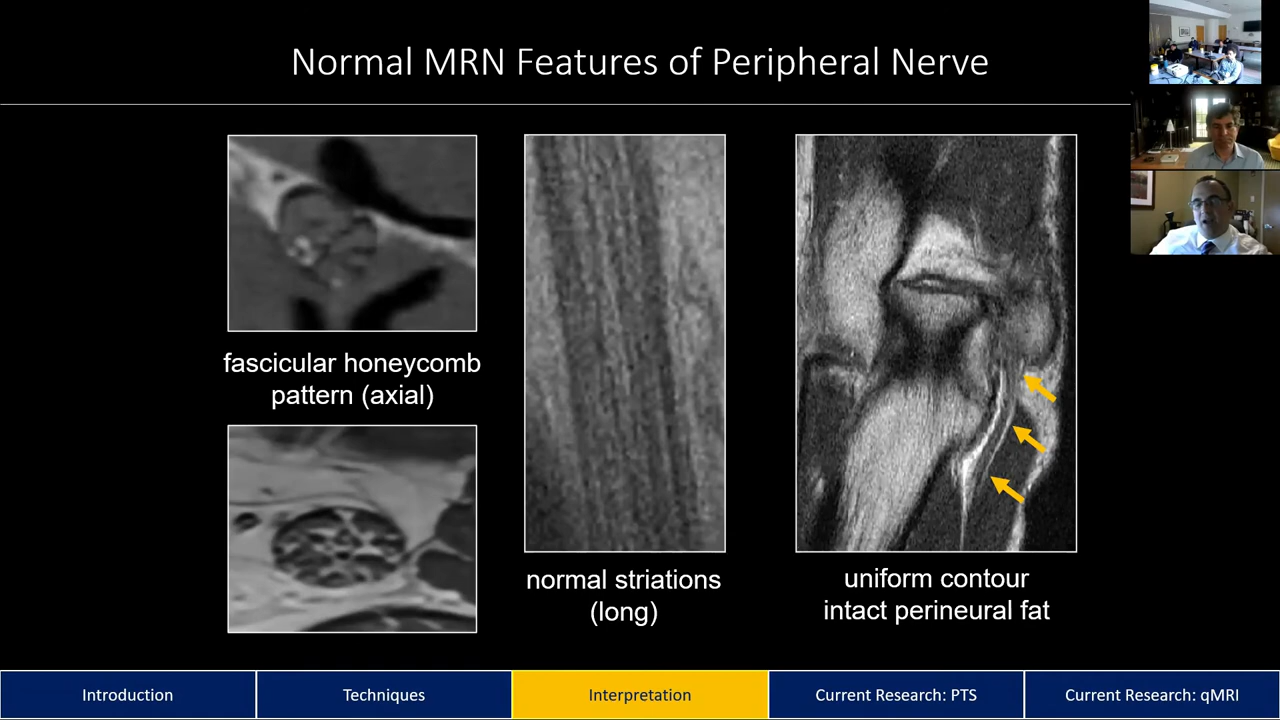 Normal MRN Features of Peripheral Nerve
fascicular honeycomb
pattern (axial)
normal striations
(long)
uniform contour
intact perineural fat
Introduction
Techniques
Interpretation
Current Research: PTS
Current Research: qMRI